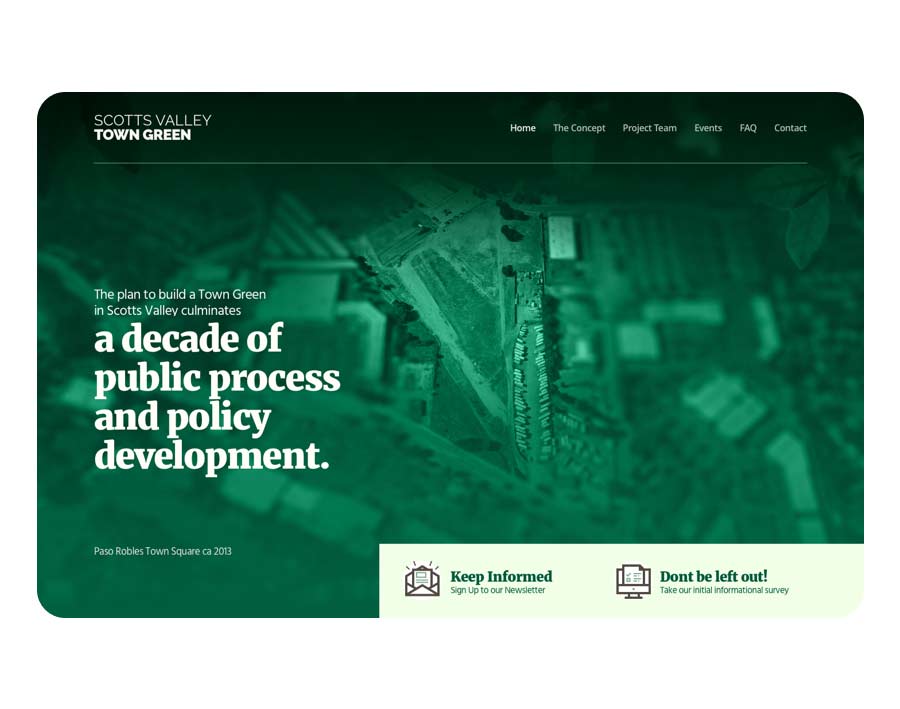 SCOTTS VALLEY
TOWN GREEN
Home The Concept Project Team Events FAQ Contact
The plan to build a Town Green
in Scotts Valley culminates
a decade of
public process
and policy
development.
Paso Robles Town Square ca 2013
Keep Informed
Sign Up to our Newsletter
Dont be left out!
Take our initial informational survey